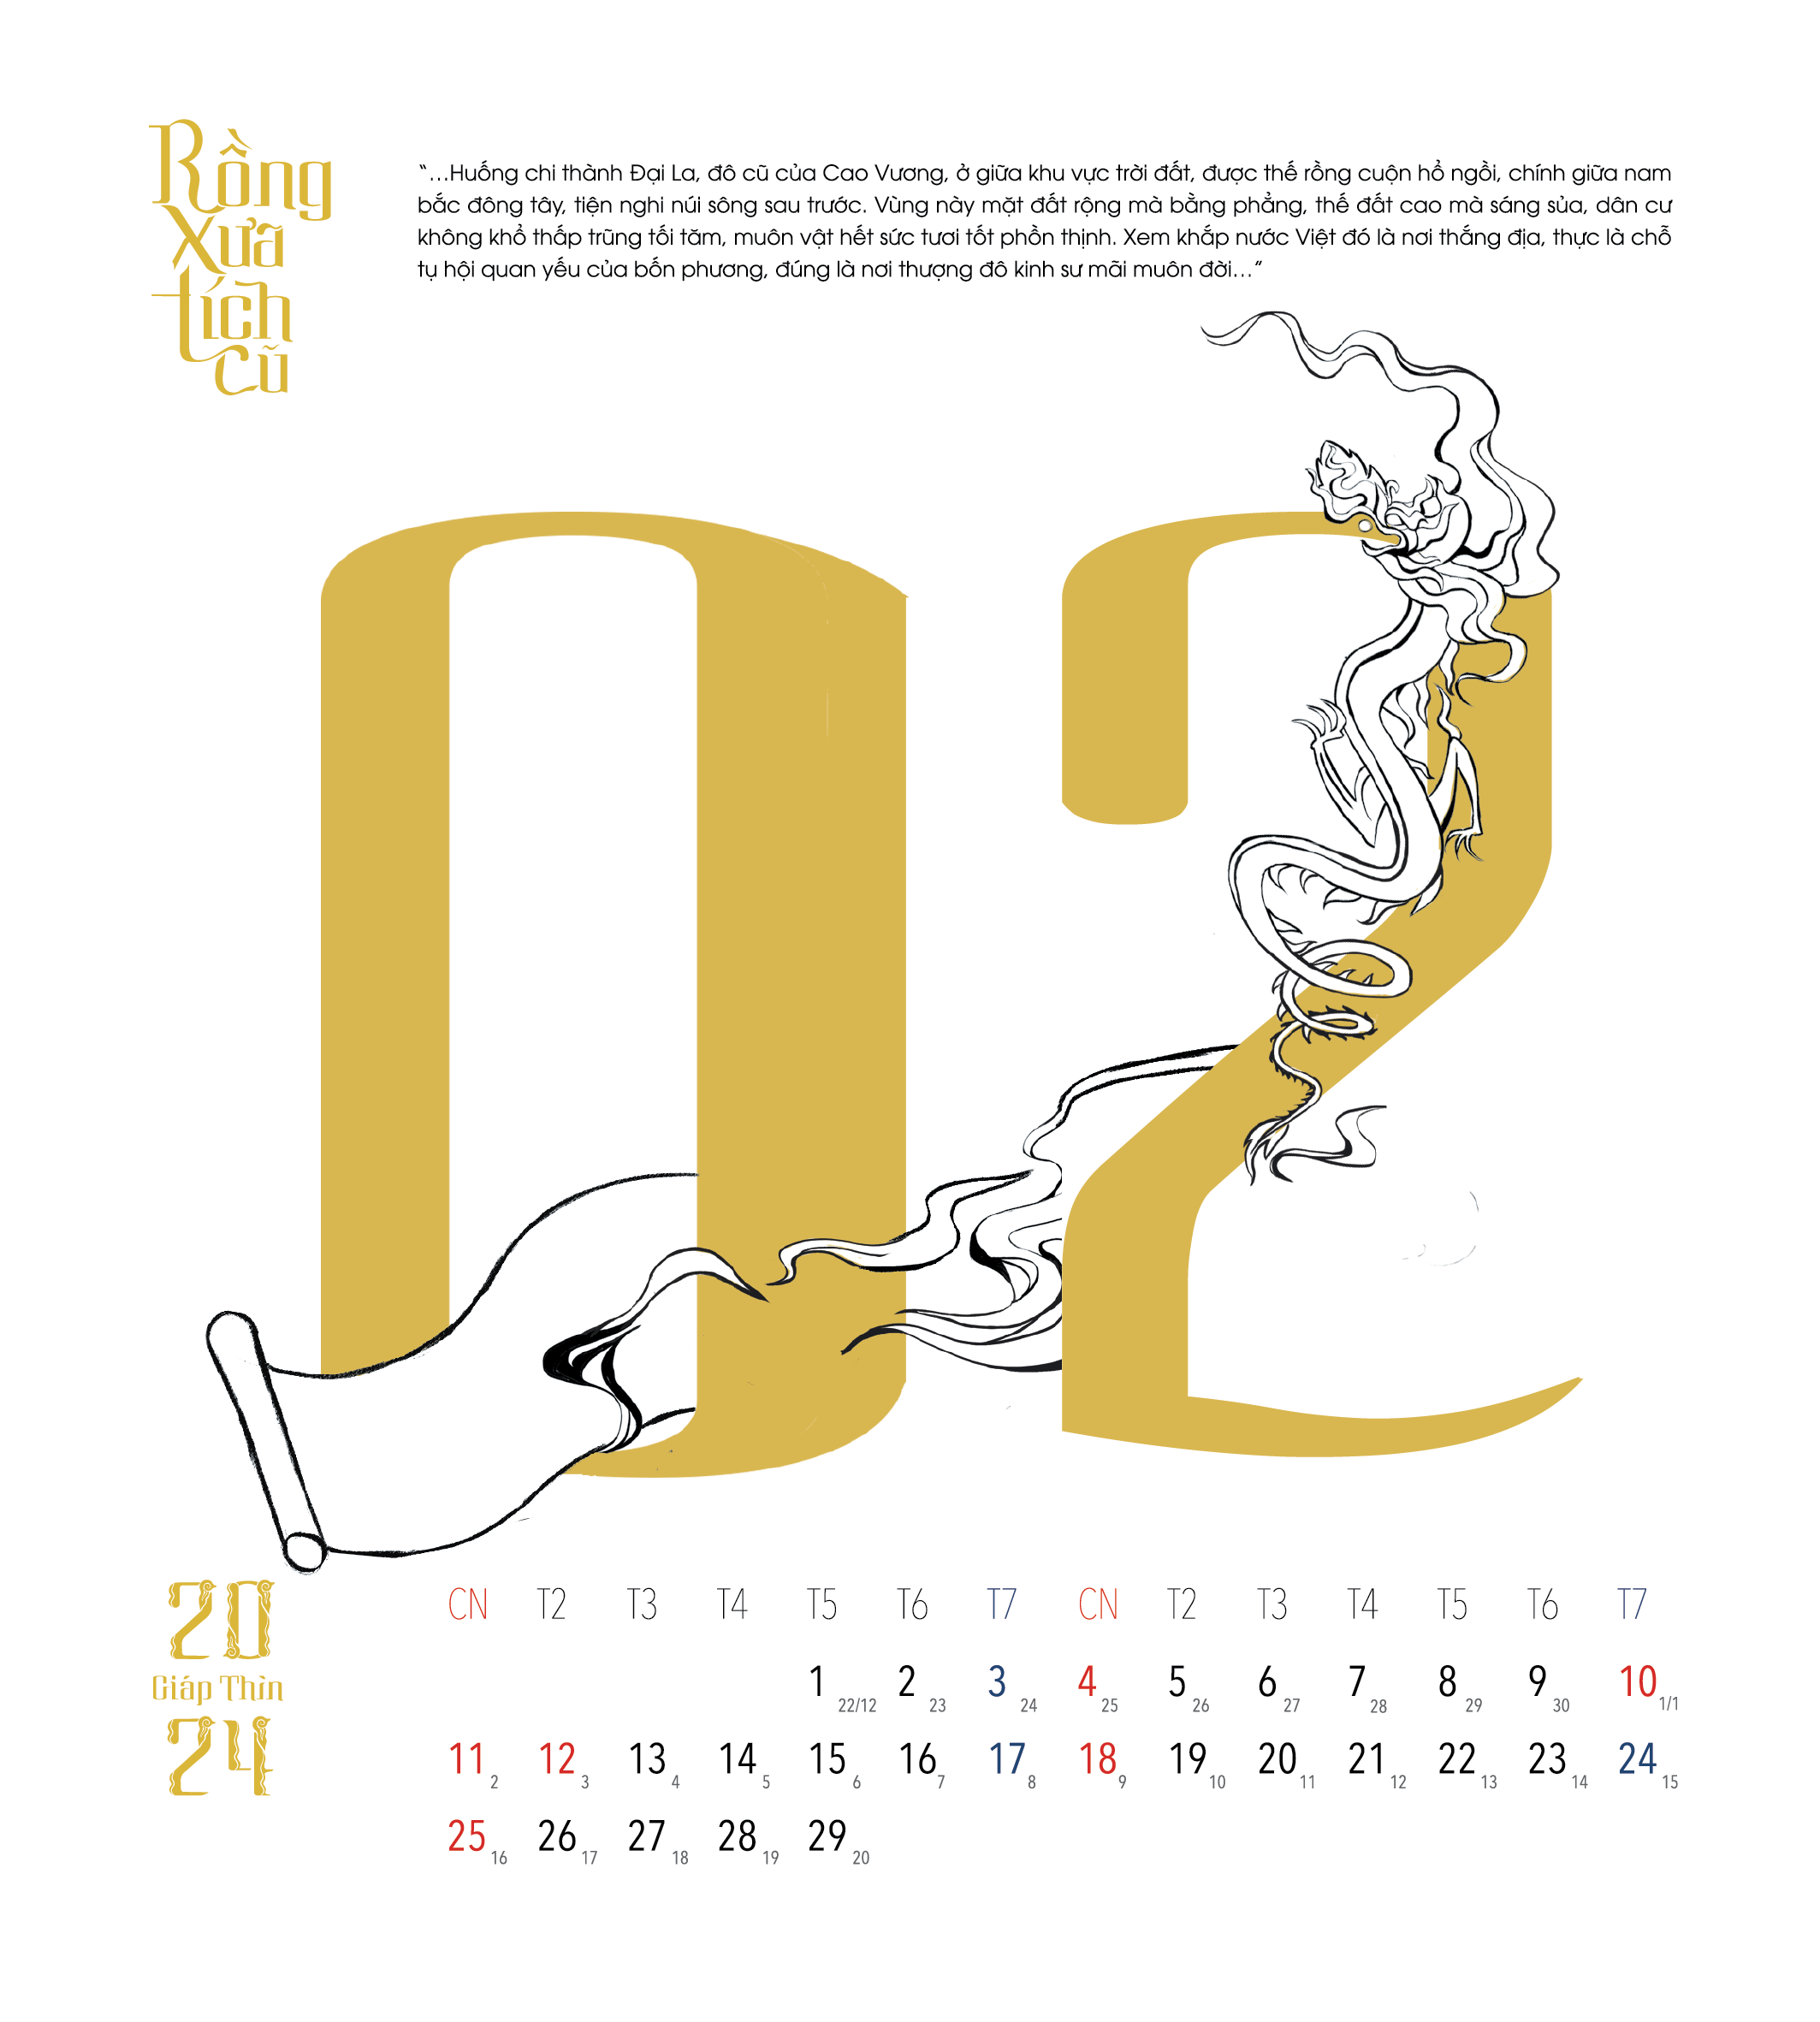 Rồng
Xưa
tích
cũ
“...Huống chi thành Đại La, đô cũ của Cao Vương, ở giữa khu vực trời đất, được thế rồng cuộn hổ ngồi, chính giữa nam
bắc đông tây, tiện nghi núi sông sau trước. Vùng này mặt đất rộng mà bằng phẳng, thế đất cao mà sáng sủa, dân cư
không khổ thấp trũng tối tăm, muôn vật hết sức tươi tốt phồn thịnh. Xem khắp nước Việt đó là nơi thắng địa, thực là chỗ
tụ hội quan yếu của bốn phương, đúng là nơi thượng đô kinh sư mãi muôn đời...”
02
20
Giáp Thìn
24
CN T2 T3 T4 T5 T6 T7 CN T2 T3 T4 T5 T6 T7
1 22/12 2 23 3 24 4 25 5 26 6 27 7 28 8 29 9 30 10 1/1
11 2 12 3 13 4 14 5 15 6 16 7 17 8 18 9 19 10 20 11 21 12 22 13 23 14 24 15
25 16 26 17 27 18 28 19 29 20